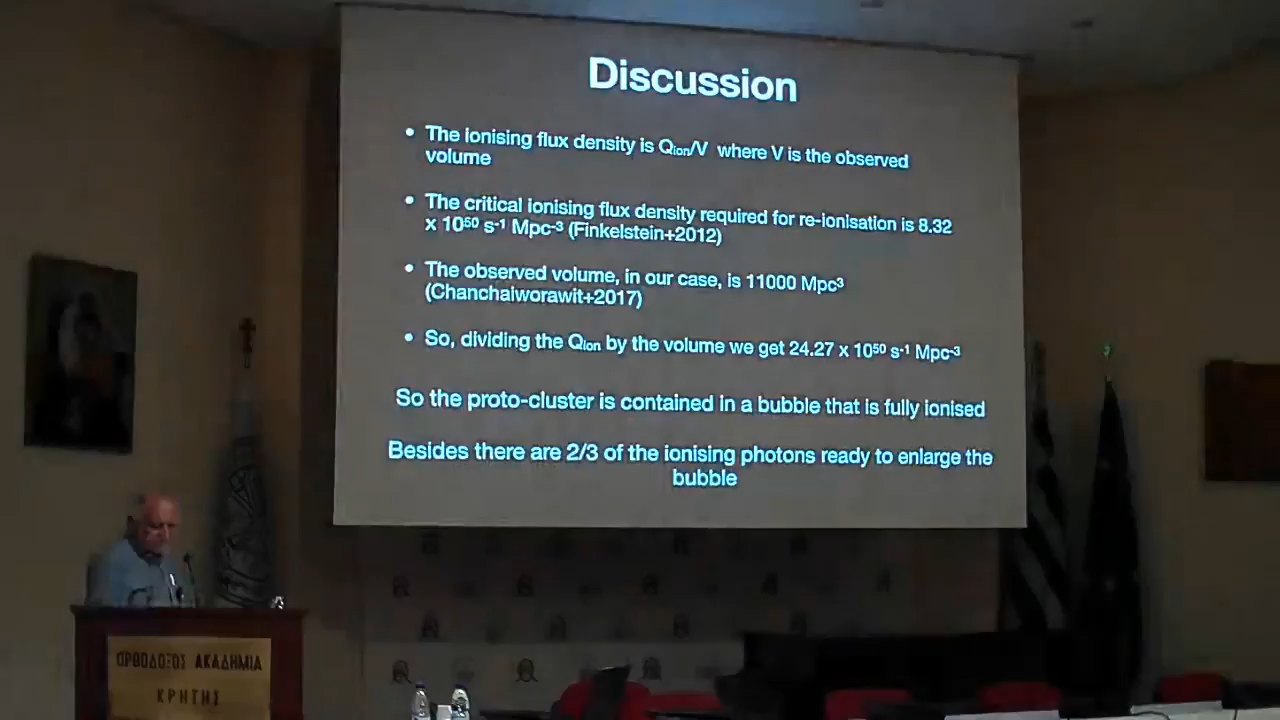 Discussion
• The ionising flux density is Qion/V where V is the observed
volume
• The critical ionising flux density required for re-ionisation is 8.32
x 10⁵⁰ s⁻¹ Mpc⁻³ (Finkelstein+2012)
• The observed volume, in our case, is 11000 Mpc³
(Chanchaiworawit+2017)
• So, dividing the Qion by the volume we get 24.27 x 10⁵⁰ s⁻¹ Mpc⁻³
So the proto-cluster is contained in a bubble that is fully ionised
Besides there are 2/3 of the ionising photons ready to enlarge the
bubble
ΟΡΘΟΔΟΞΟΣ ΑΚΑΔΗΜΙΑ
ΚΡΗΤΗΣ